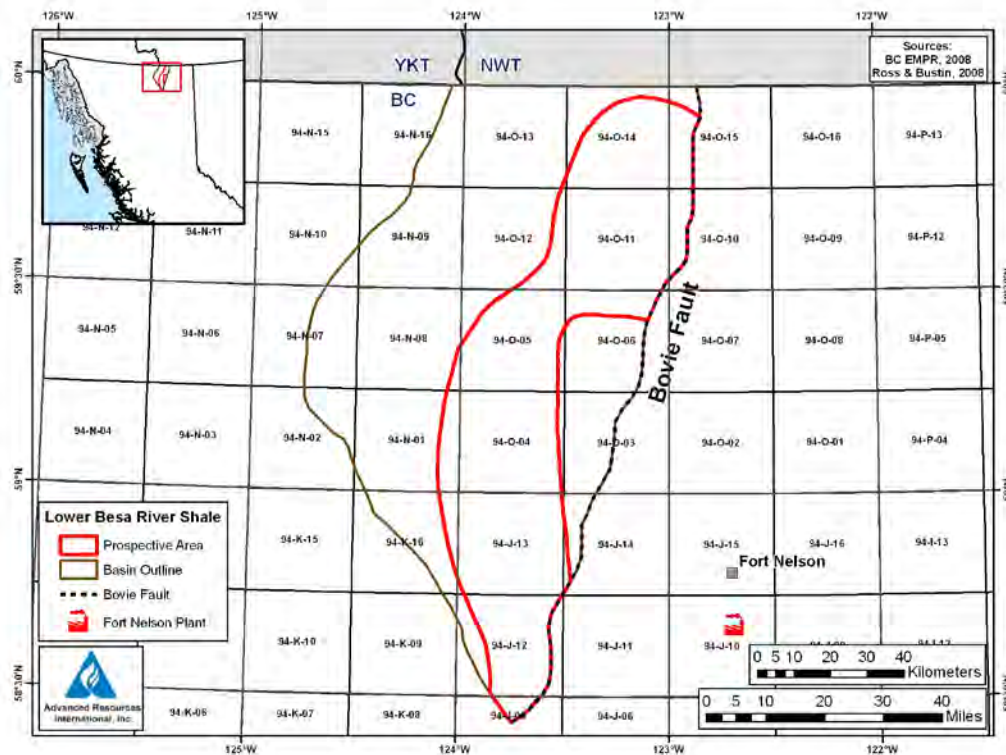 126°W 125°W 124°W 123°W 122°W
Sources:
BC EMPR, 2008
Ross & Bustin, 2008
60°N
YKT NWT
BC
94-N-15 94-N-16 94-O-13 94-O-14 94-O-15 94-O-16 94-P-13
94-N-12 94-N-11 94-N-10 94-N-09 94-O-12 94-O-11 94-O-10 94-O-09 94-P-12
94-N-05 94-N-06 94-N-07 94-N-08 94-O-05 94-O-06 94-O-07 94-O-08 94-P-05
Bovie Fault
94-N-04 94-N-03 94-N-02 94-N-01 94-O-04 94-O-03 94-O-02 94-O-01 94-P-04
59°N
Lower Besa River Shale
Prospective Area
Basin Outline
Bovie Fault
Fort Nelson Plant
94-K-15 94-K-16 94-J-13 94-J-14 94-J-15 94-J-16 94-I-13
Fort Nelson
94-K-10 94-K-09 94-J-12 94-J-11 94-J-10
0 5 10 20 30 40
Kilometers
58°30'N
Advanced Resources
International, Inc.
94-K-06 94-K-07 94-K-08 94-J-06
0 5 10 20 30 40
Miles
125°W 124°W 123°W 122°W